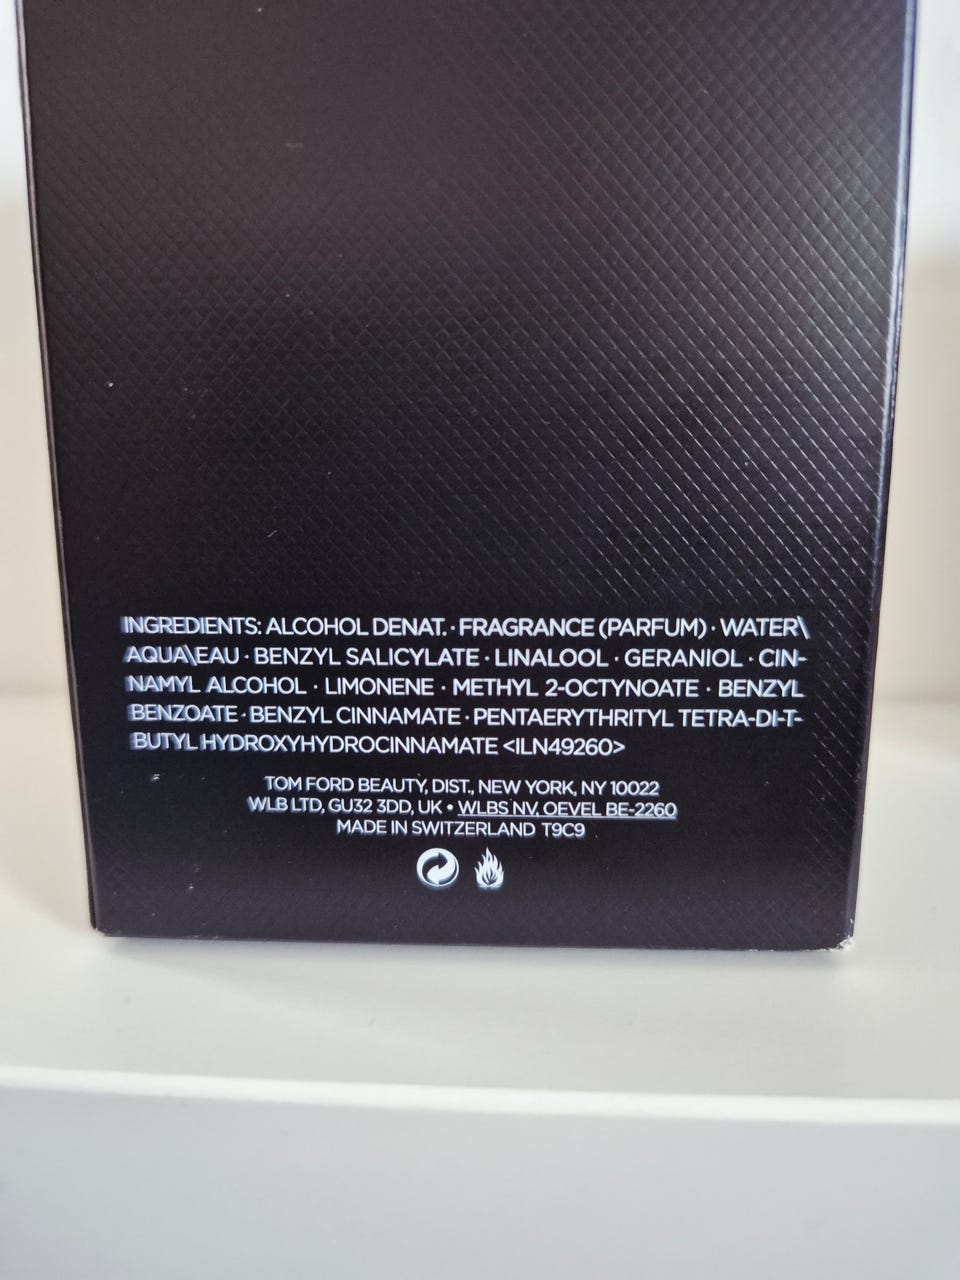 INGREDIENTS: ALCOHOL DENAT. · FRAGRANCE (PARFUM) · WATER\
AQUA\EAU · BENZYL SALICYLATE · LINALOOL · GERANIOL · CIN-
NAMYL ALCOHOL · LIMONENE · METHYL 2-OCTYNOATE · BENZYL
BENZOATE · BENZYL CINNAMATE · PENTAERYTHRITYL TETRA-DI-T-
BUTYL HYDROXYHYDROCINNAMATE <ILN49260>
TOM FORD BEAUTY, DIST., NEW YORK, NY 10022
WLB LTD, GU32 3DD, UK • WLBS NV, OEVEL BE-2260
MADE IN SWITZERLAND T9C9